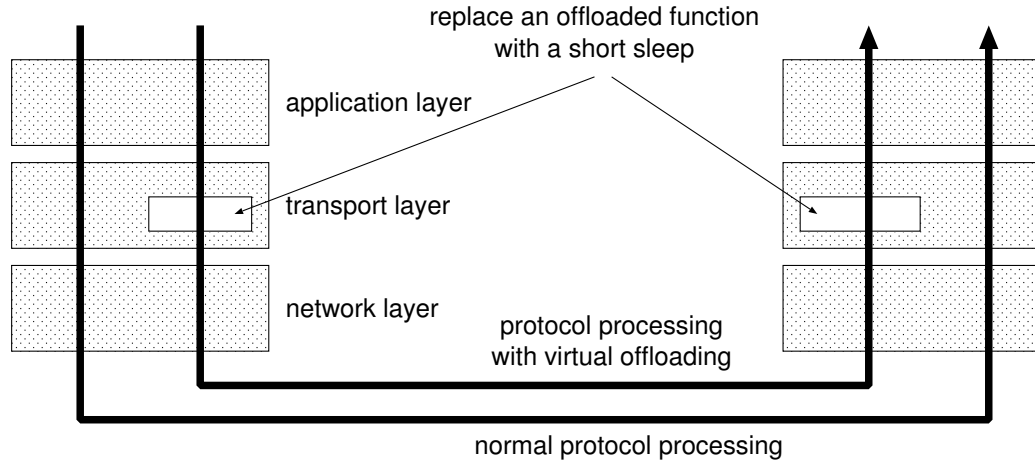 replace an offloaded function
with a short sleep
application layer
transport layer
network layer
protocol processing
with virtual offloading
normal protocol processing